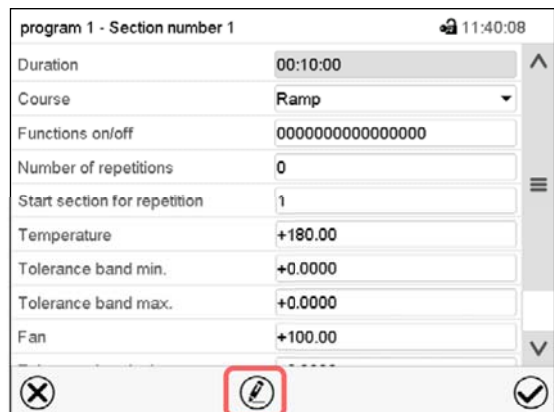 program 1 - Section number 1 11:40:08
Duration 00:10:00
Course Ramp
Functions on/off 0000000000000000
Number of repetitions 0
Start section for repetition 1
Temperature +180.00
Tolerance band min. +0.0000
Tolerance band max. +0.0000
Fan +100.00